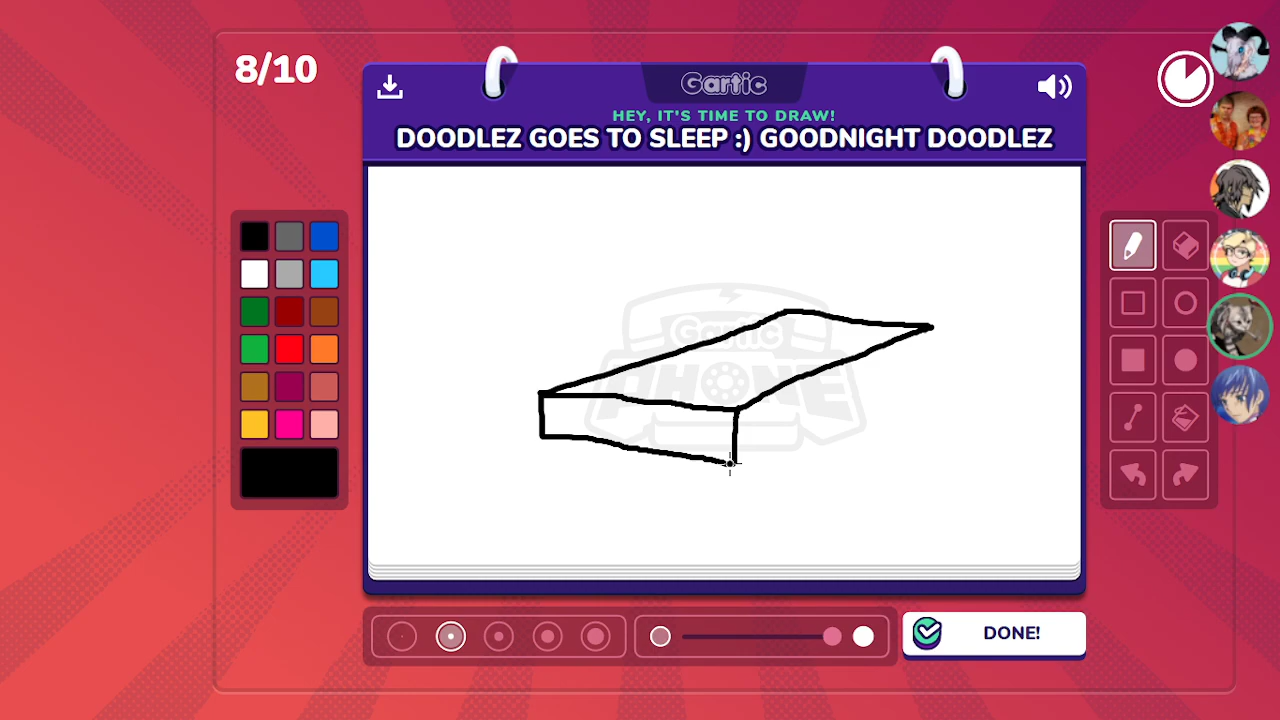 8/10
Gartic
HEY, IT'S TIME TO DRAW!
DOODLEZ GOES TO SLEEP :) GOODNIGHT DOODLEZ
Gartic
PHONE
DONE!